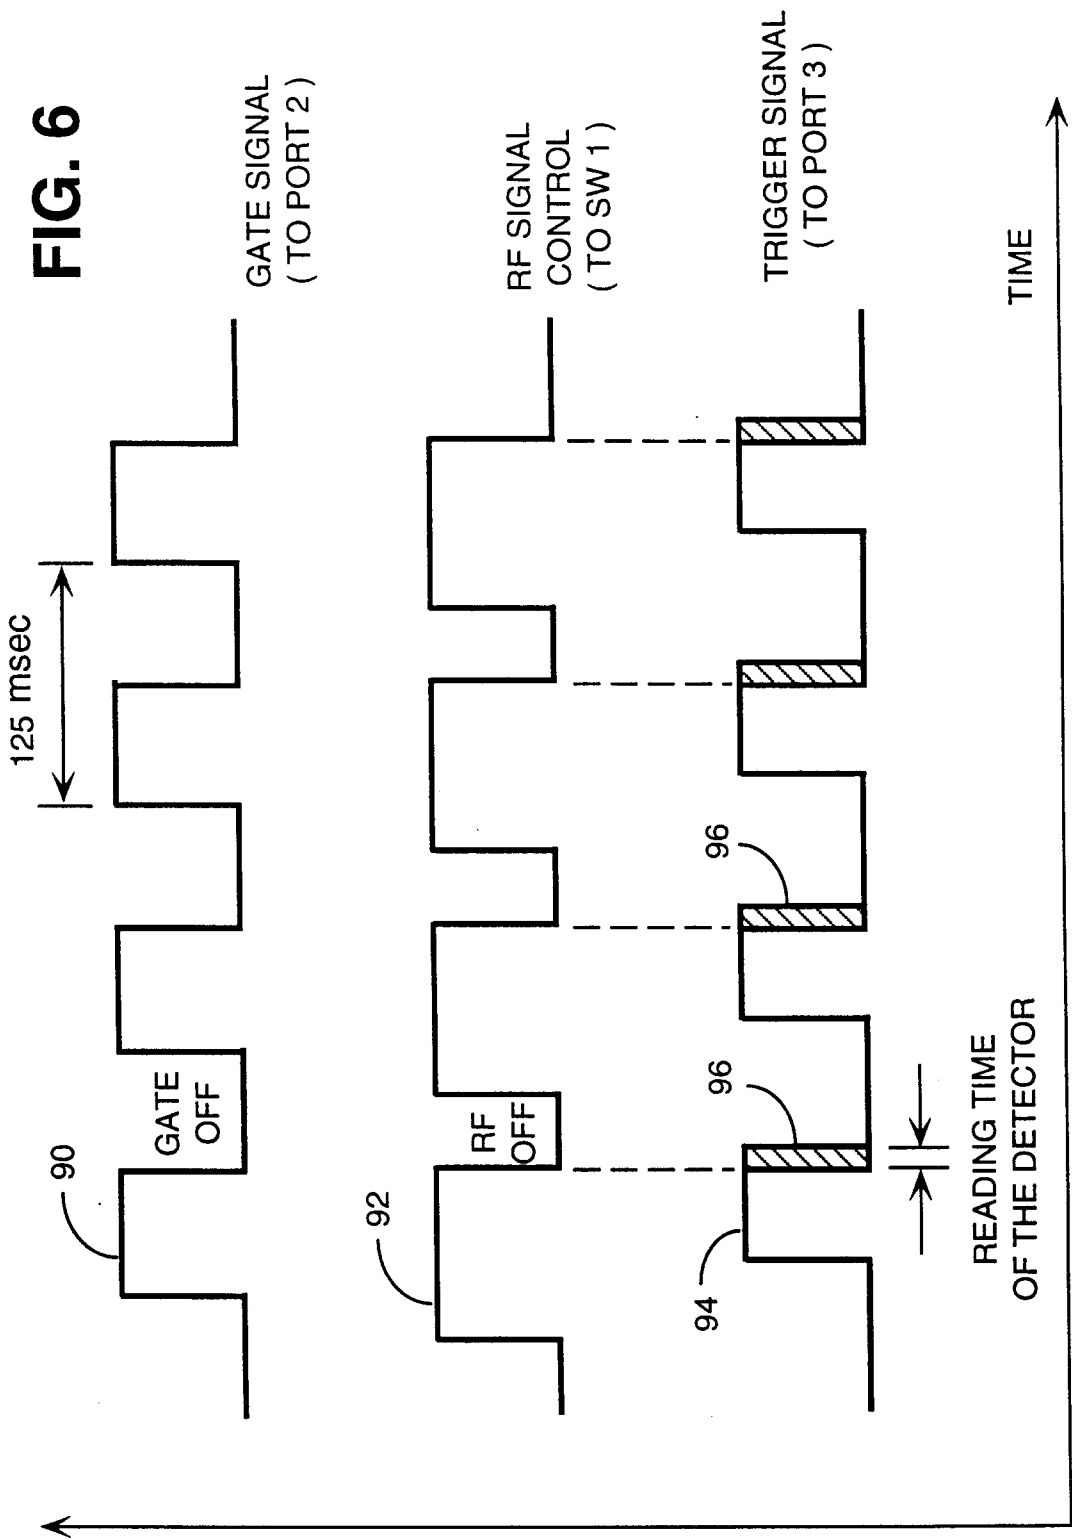 FIG. 6
125 msec
90
GATE
OFF
GATE SIGNAL
( TO PORT 2 )
92
RF
OFF
RF SIGNAL
CONTROL
( TO SW 1 )
94
96
96
TRIGGER SIGNAL
( TO PORT 3 )
READING TIME
OF THE DETECTOR
TIME